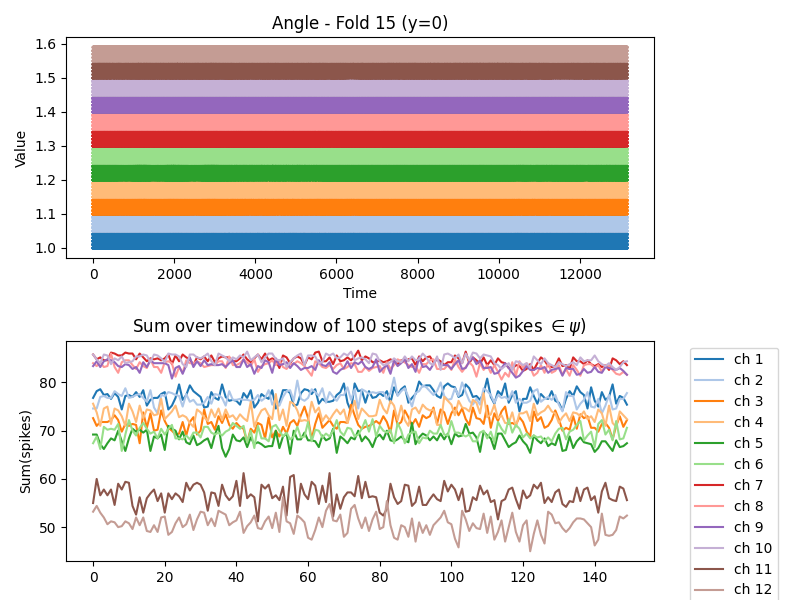 Angle - Fold 15 (y=0)
1.6
1.5
1.4
1.3
1.2
1.1
1.0
Value
0 2000 4000 6000 8000 10000 12000
Time
Sum over timewindow of 100 steps of avg(spikes ∈ψ)
80
70
60
50
Sum(spikes)
0 20 40 60 80 100 120 140
ch 1
ch 2
ch 3
ch 4
ch 5
ch 6
ch 7
ch 8
ch 9
ch 10
ch 11
ch 12